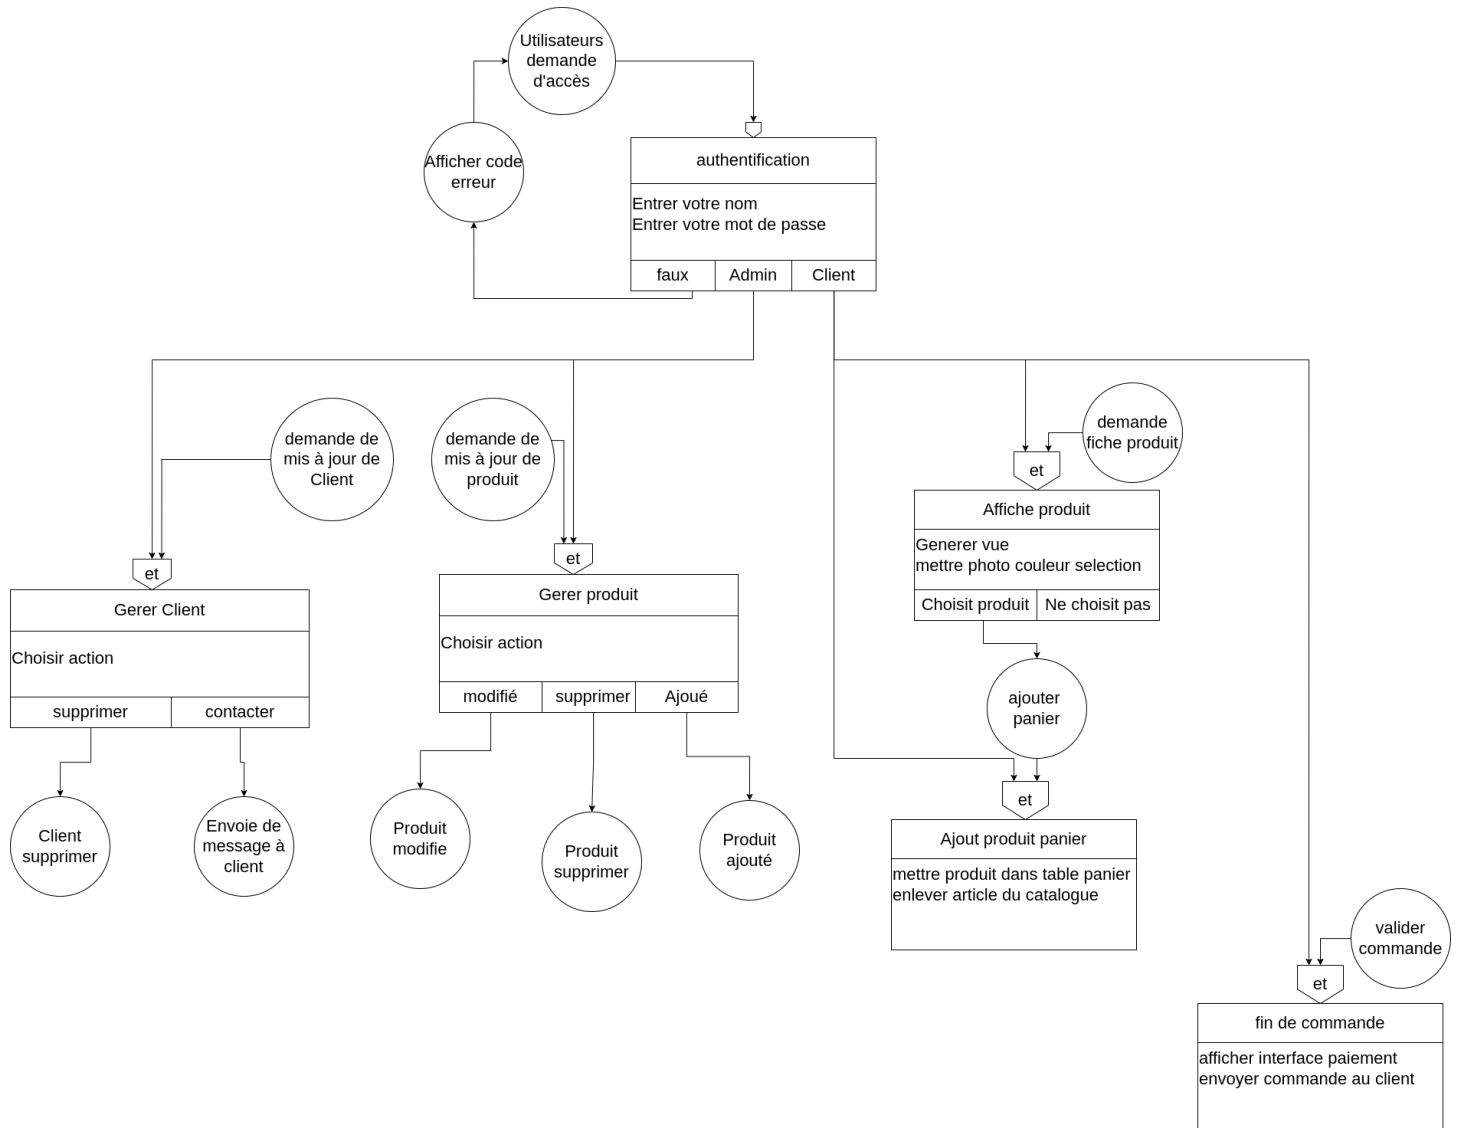 Utilisateurs
demande
d'accès
Afficher code
erreur
authentification
Entrer votre nom
Entrer votre mot de passe
faux
Admin
Client
demande de
mis à jour de
Client
demande de
mis à jour de
produit
demande
fiche produit
et
Affiche produit
Generer vue
mettre photo couleur selection
Choisit produit
Ne choisit pas
et
Gerer Client
Choisir action
supprimer
contacter
et
Gerer produit
Choisir action
modifié
supprimer
Ajoué
ajouter
panier
Client
supprimer
Envoie de
message à
client
Produit
modifie
Produit
supprimer
Produit
ajouté
et
Ajout produit panier
mettre produit dans table panier
enlever article du catalogue
valider
commande
et
fin de commande
afficher interface paiement
envoyer commande au client